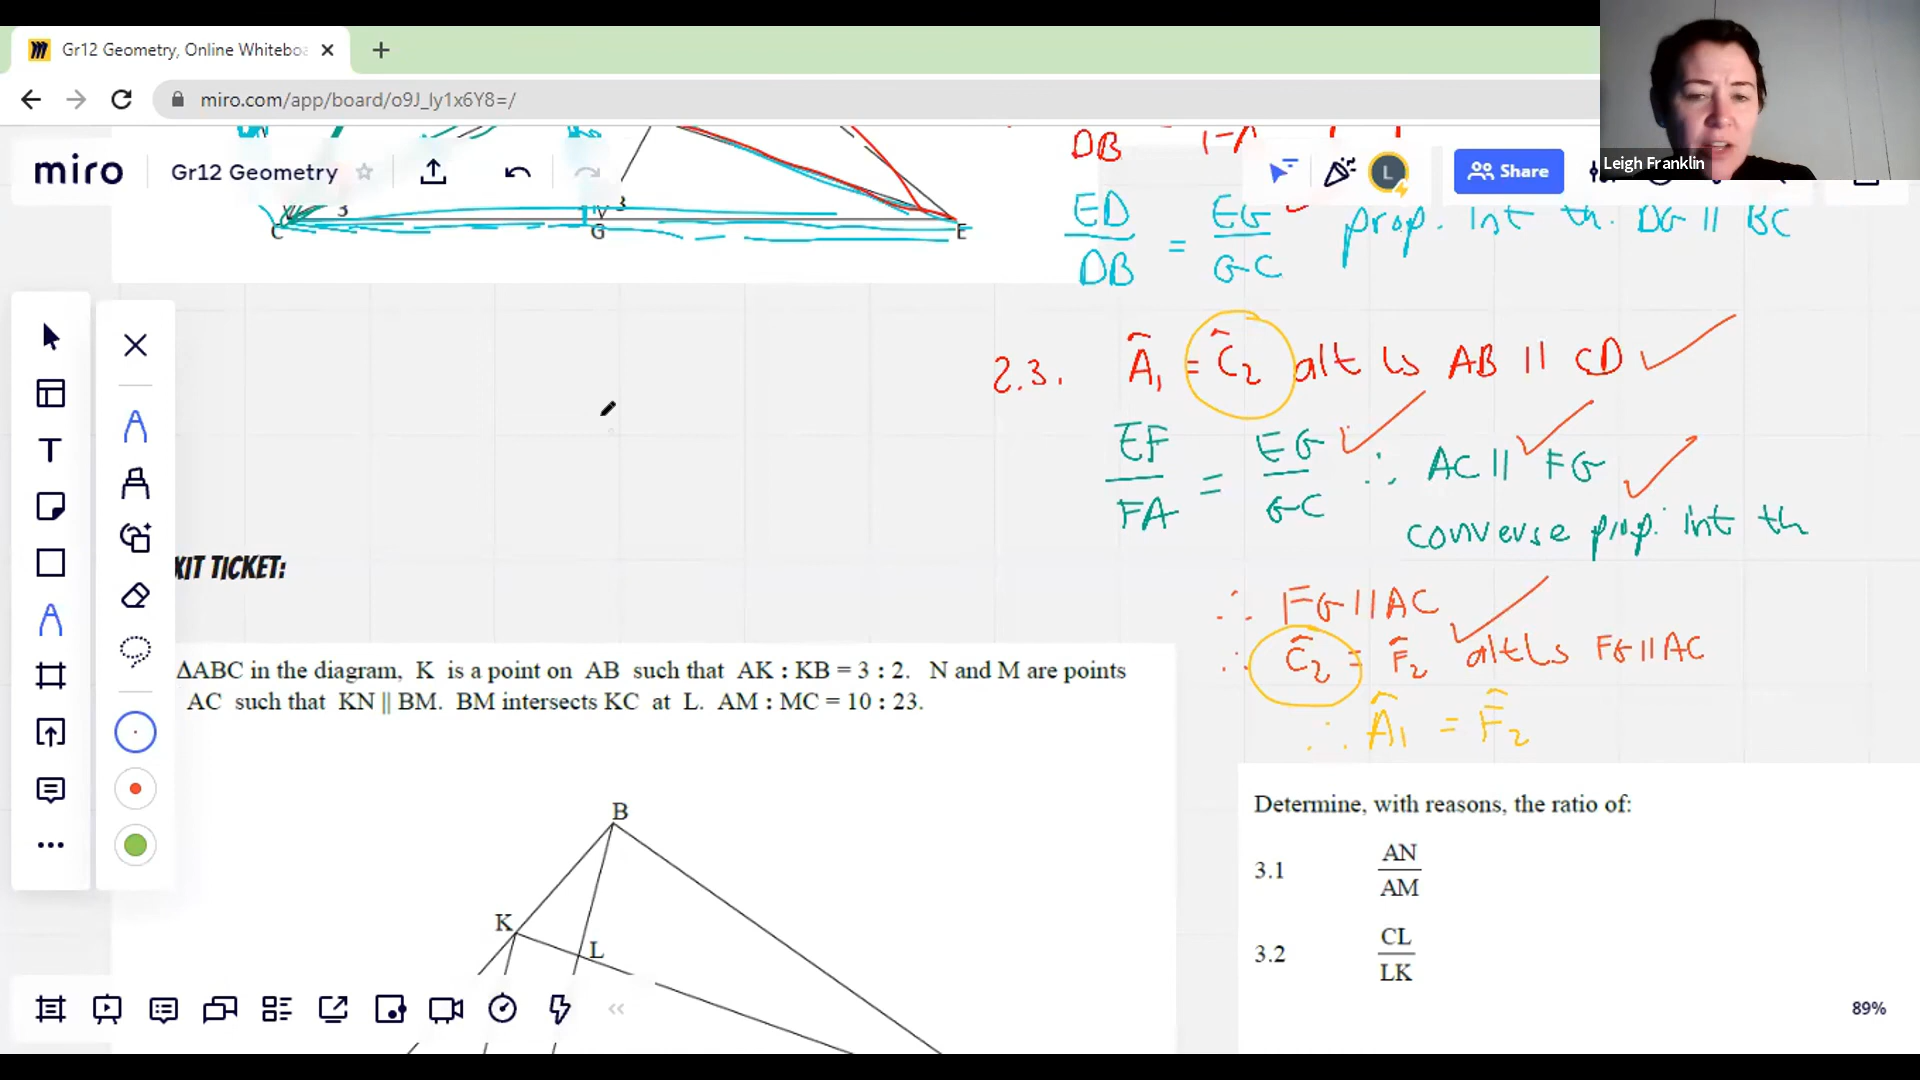 Gr12 Geometry, Online Whitebo
miro.com/app/board/o9J_ly1x6Y8=/
Leigh Franklin
miro
Gr12 Geometry
L
Share
3
3
C
G
E
DB
ED/DB = EG/GC prop. int th. DG || BC
2.3. Â₁ = Ĉ₂ alt ∠s AB || CD
EF/FA = EG/GC ∴ AC || FG
converse prop. int th
∴ FG || AC
∴ Ĉ₂ = F̂₂ alt ∠s FG || AC
∴ Â₁ = F̂₂
XIT TICKET:
ΔABC in the diagram, K is a point on AB such that AK : KB = 3 : 2. N and M are points
AC such that KN || BM. BM intersects KC at L. AM : MC = 10 : 23.
B
K
L
Determine, with reasons, the ratio of:
3.1 AN/AM
3.2 CL/LK
89%